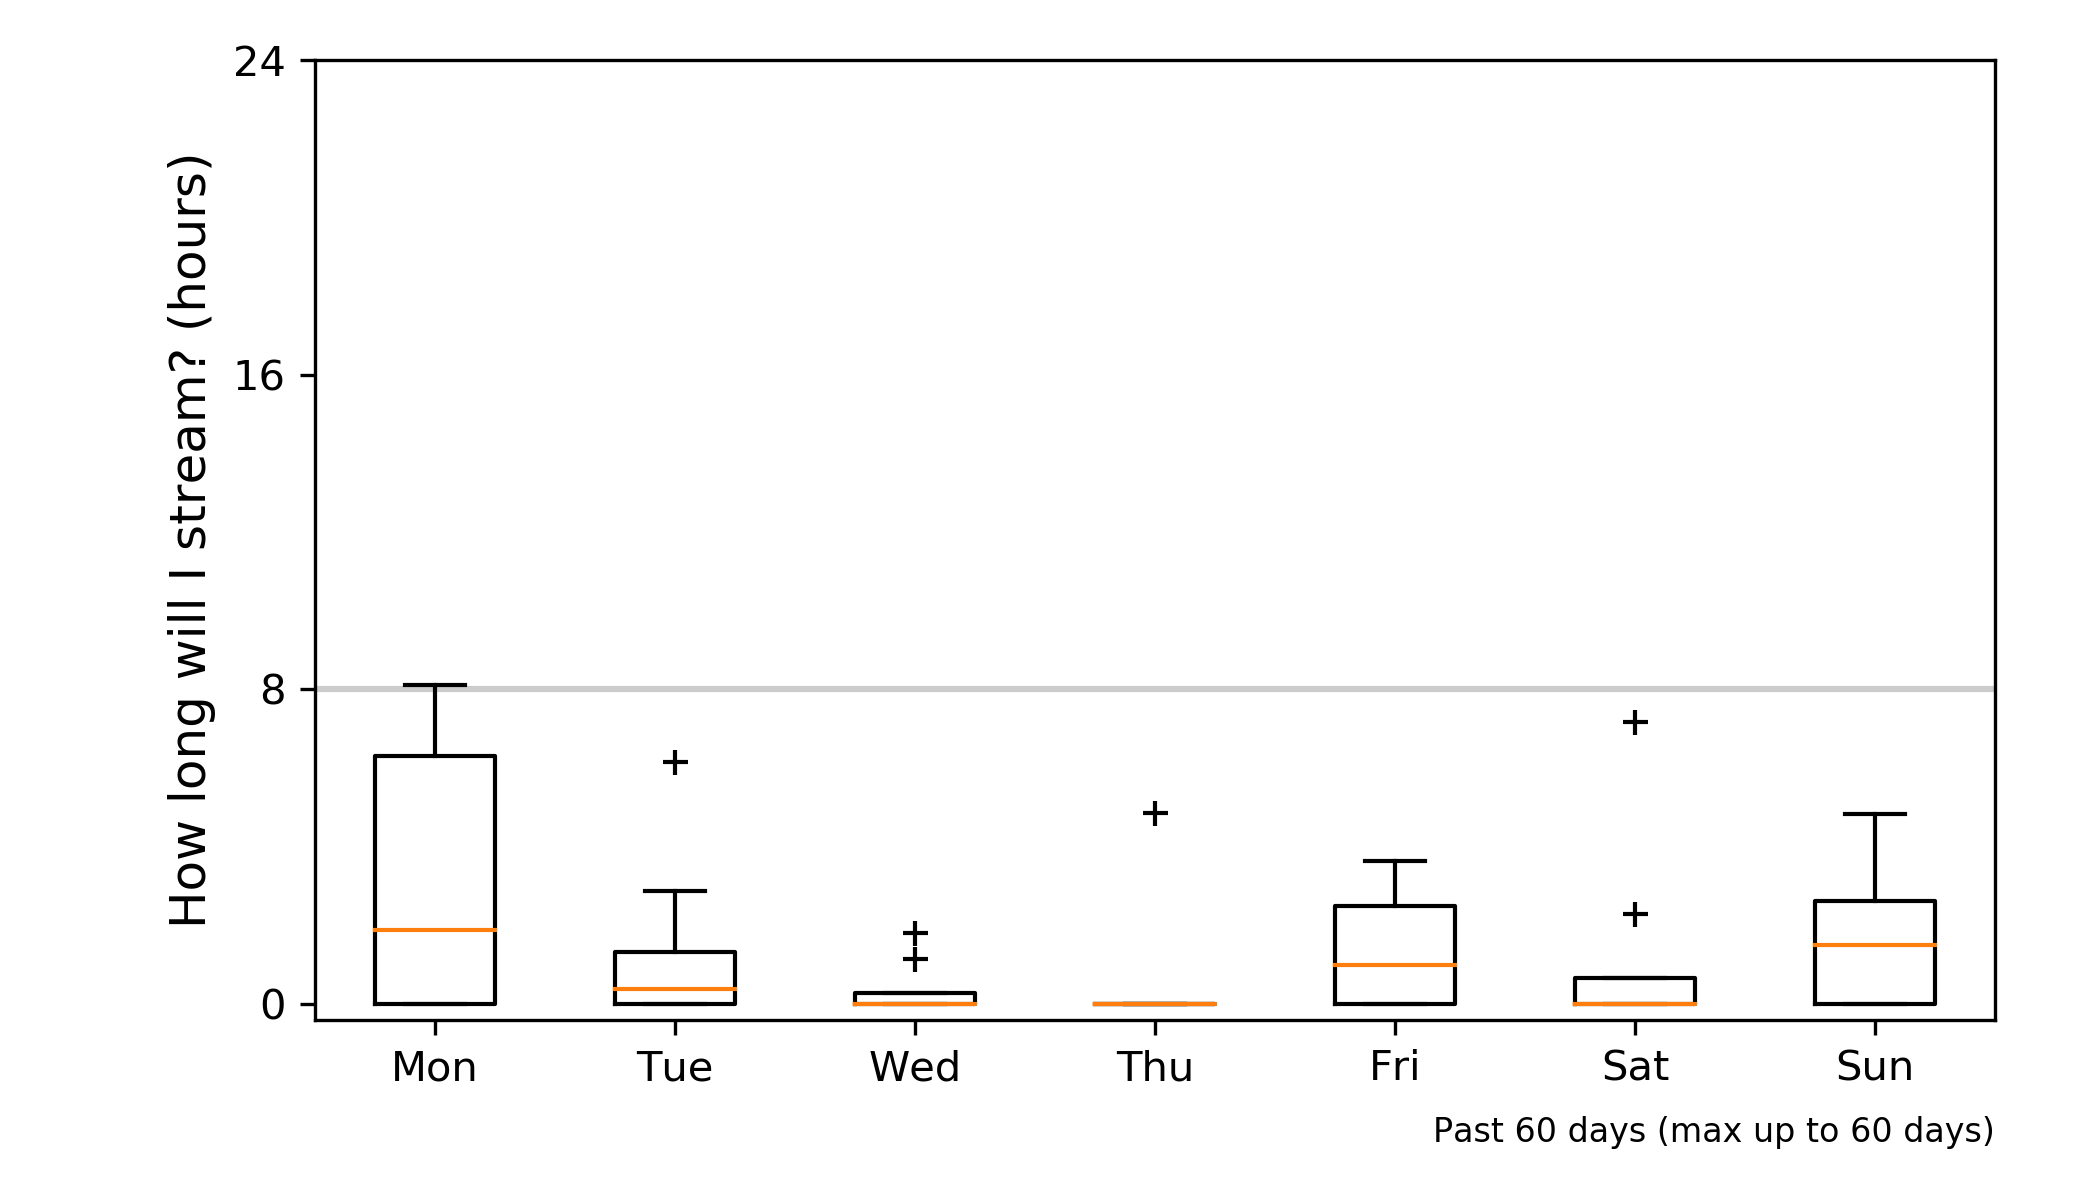 24
16
8
0
How long will I stream? (hours)
Mon Tue Wed Thu Fri Sat Sun
Past 60 days (max up to 60 days)